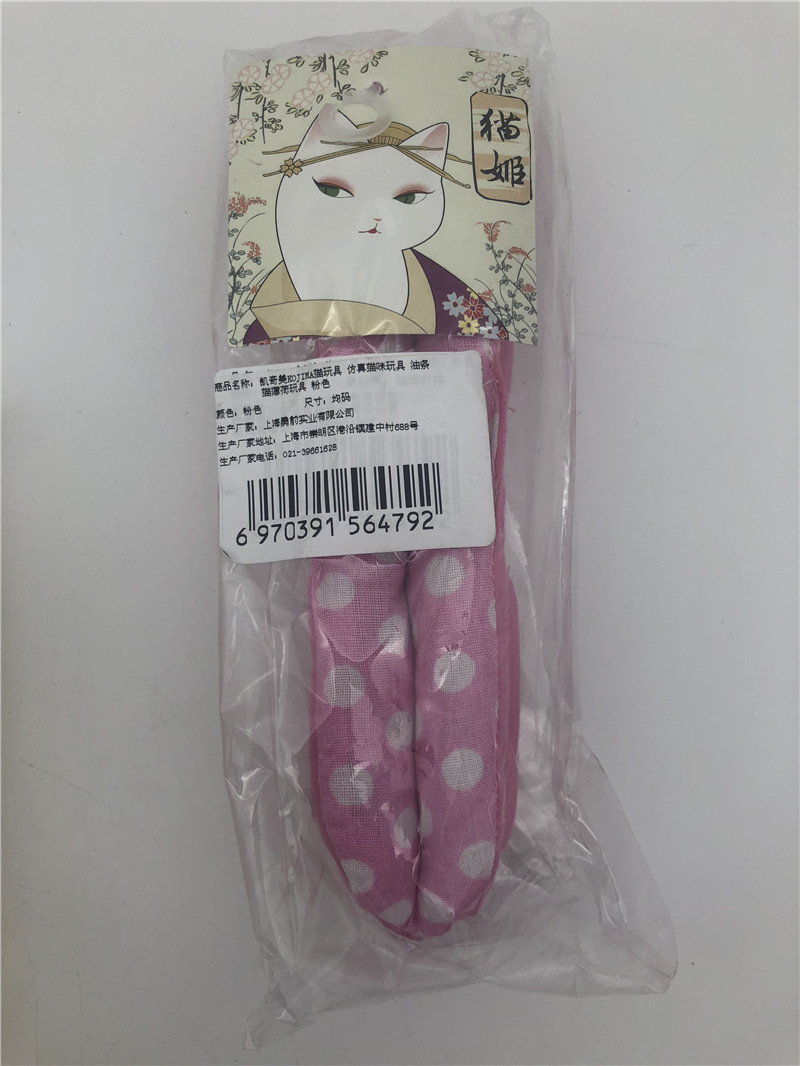 猫
姬
商品名称：凯奇美KOJIMA猫玩具 仿真猫咪玩具 油条
猫薄荷玩具 粉色
颜色：粉色 尺寸：均码
生产厂家：上海勇韵实业有限公司
生产厂家地址：上海市崇明区港沿镇建中村688号
生产厂家电话：021-39661628
6 970391 564792